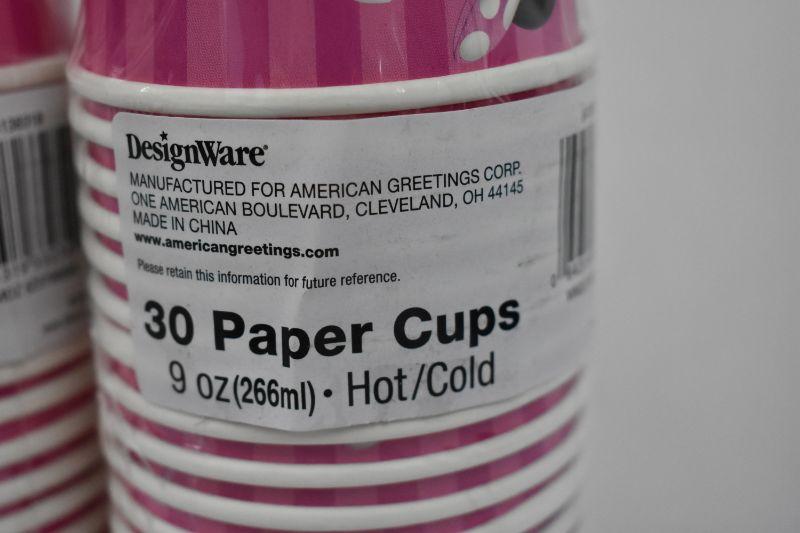 DesignWare
MANUFACTURED FOR AMERICAN GREETINGS CORP.
ONE AMERICAN BOULEVARD, CLEVELAND, OH 44145
MADE IN CHINA
www.americangreetings.com
Please retain this information for future reference.
30 Paper Cups
9 oz(266ml) • Hot/Cold